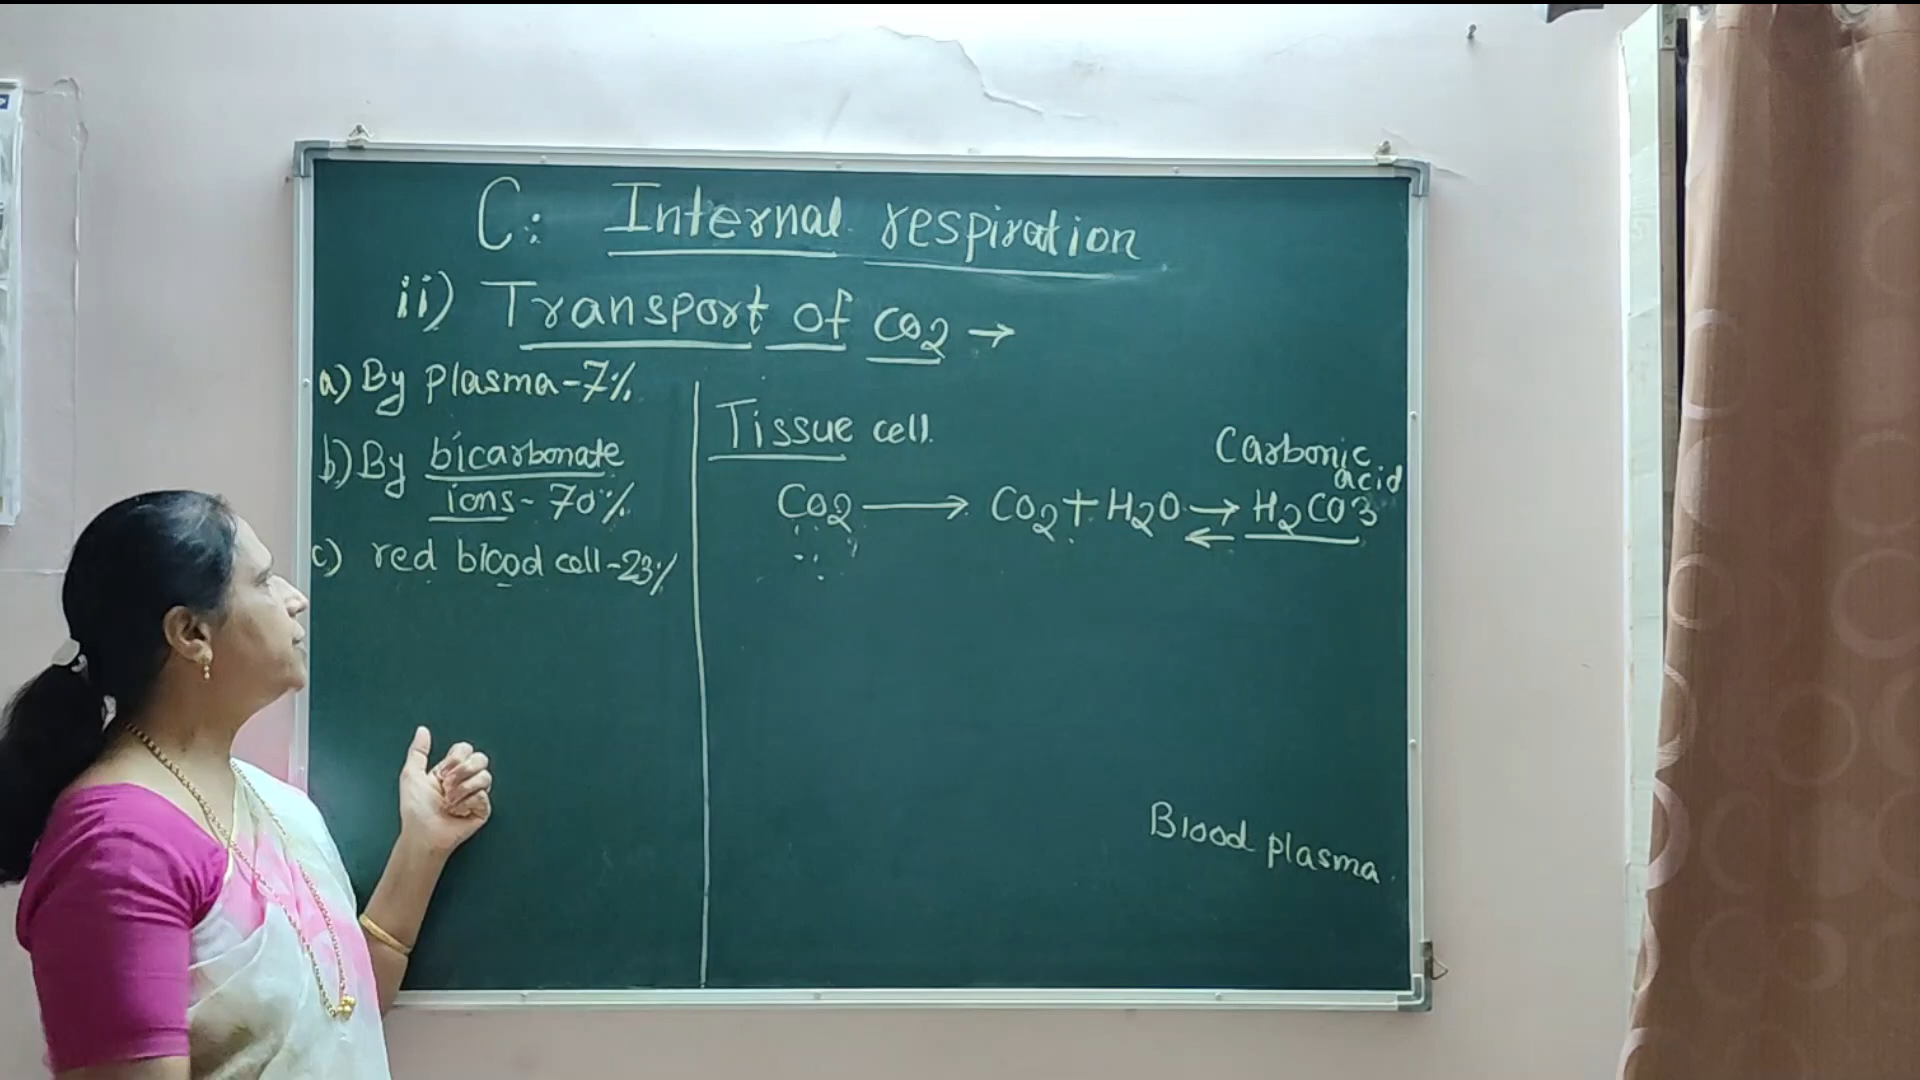 C: Internal respiration
ii) Transport of CO2 →
a) By plasma-7%
b) By bicarbonate
ions-70%
c) red blood cell-23%
Tissue cell.
Carbonic
acid
CO2 → CO2+H2O ⇄ H2CO3
Blood plasma